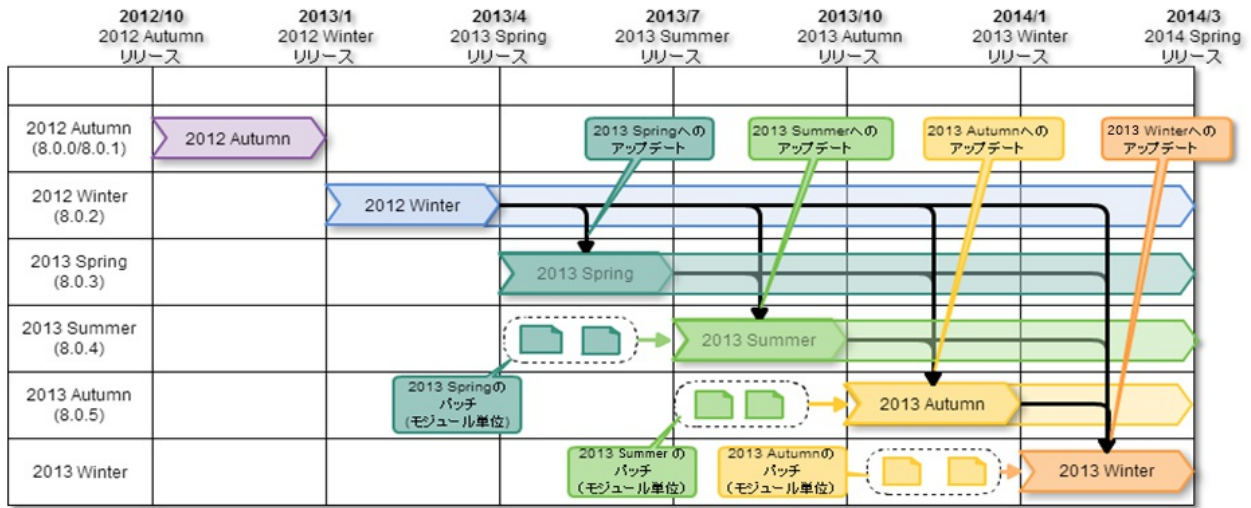 2012/10
2012 Autumn
リリース
2013/1
2012 Winter
リリース
2013/4
2013 Spring
リリース
2013/7
2013 Summer
リリース
2013/10
2013 Autumn
リリース
2014/1
2013 Winter
リリース
2014/3
2014 Spring
リリース
2012 Autumn
(8.0.0/8.0.1)
2012 Autumn
2013 Springへの
アップデート
2013 Summerへの
アップデート
2013 Autumnへの
アップデート
2013 Winterへの
アップデート
2012 Winter
(8.0.2)
2012 Winter
2013 Spring
(8.0.3)
2013 Spring
2013 Summer
(8.0.4)
2013 Summer
2013 Autumn
(8.0.5)
2013 Springの
パッチ
(モジュール単位)
2013 Autumn
2013 Winter
2013 Summer の
パッチ
(モジュール単位)
2013 Autumnの
パッチ
(モジュール単位)
2013 Winter